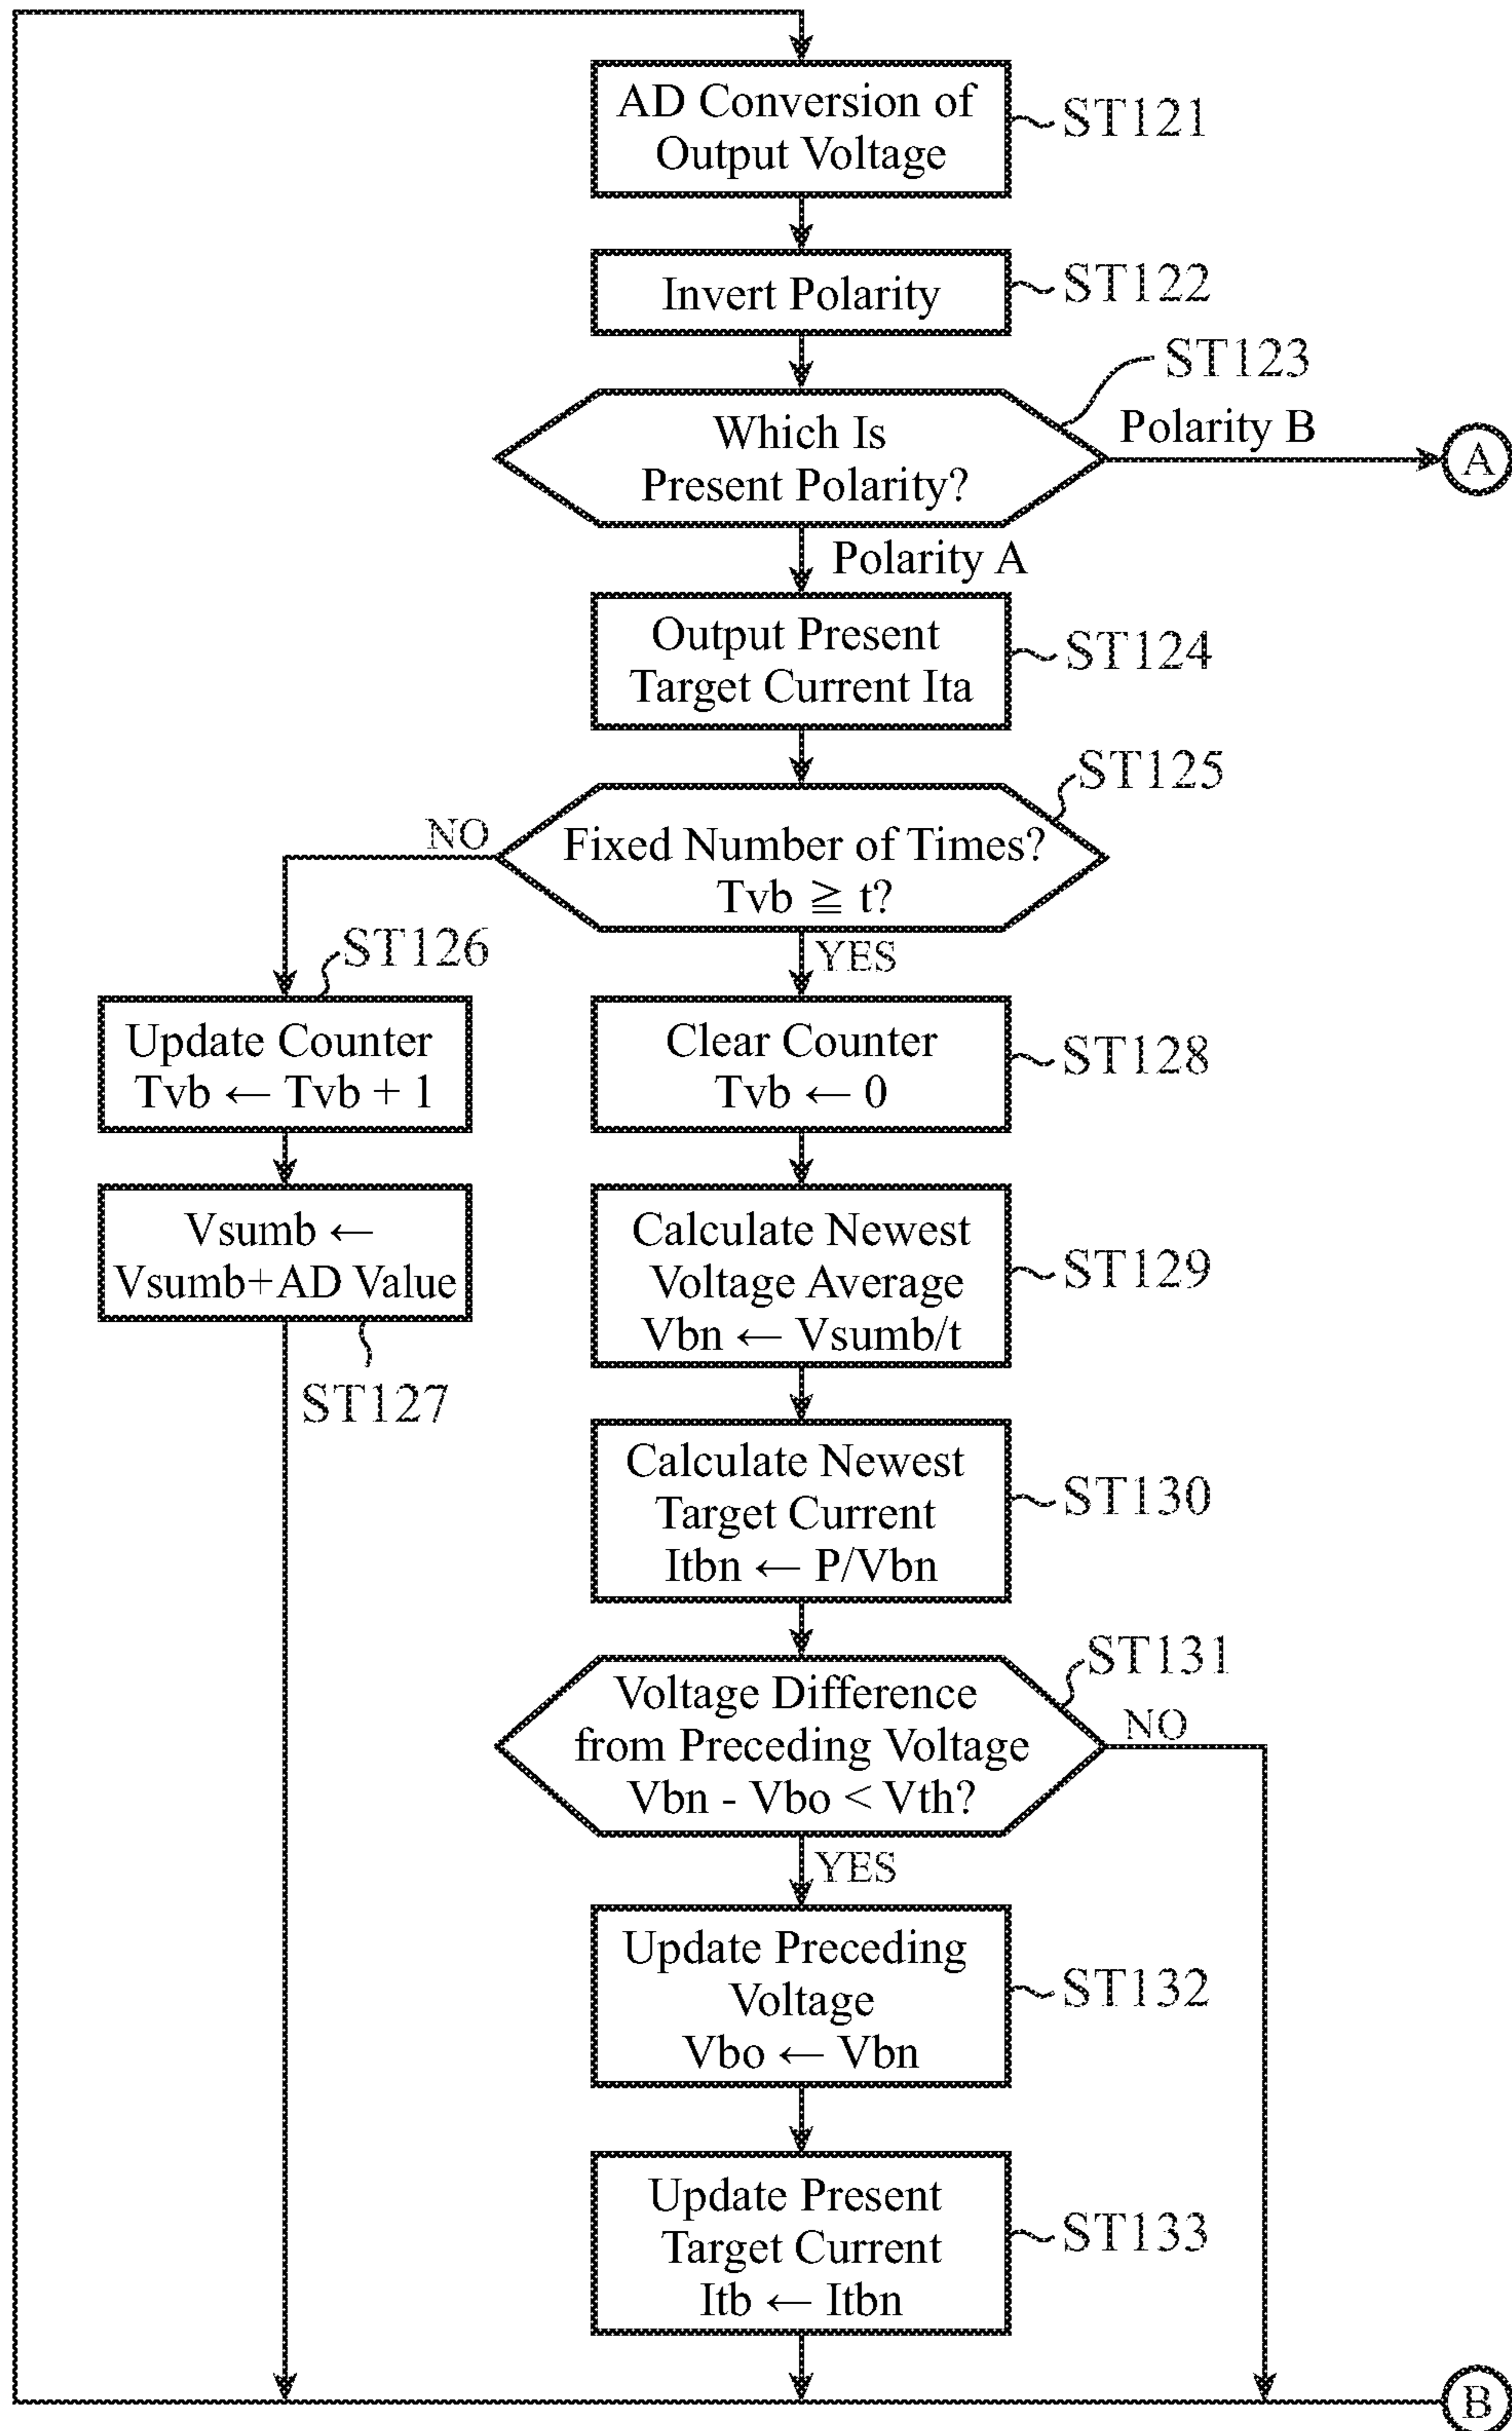 AD Conversion of
Output Voltage
ST121
Invert Polarity
ST122
ST123
Which Is
Present Polarity?
Polarity B
A
Polarity A
Output Present
Target Current Ita
ST124
ST125
Fixed Number of Times?
Tvb ≧ t?
NO
YES
ST126
Update Counter
Tvb ← Tvb + 1
Clear Counter
Tvb ← 0
ST128
Vsumb ←
Vsumb+AD Value
ST127
Calculate Newest
Voltage Average
Vbn ← Vsumb/t
ST129
Calculate Newest
Target Current
Itbn ← P/Vbn
ST130
ST131
Voltage Difference
from Preceding Voltage
Vbn - Vbo < Vth?
NO
YES
Update Preceding
Voltage
Vbo ← Vbn
ST132
Update Present
Target Current
Itb ← Itbn
ST133
B